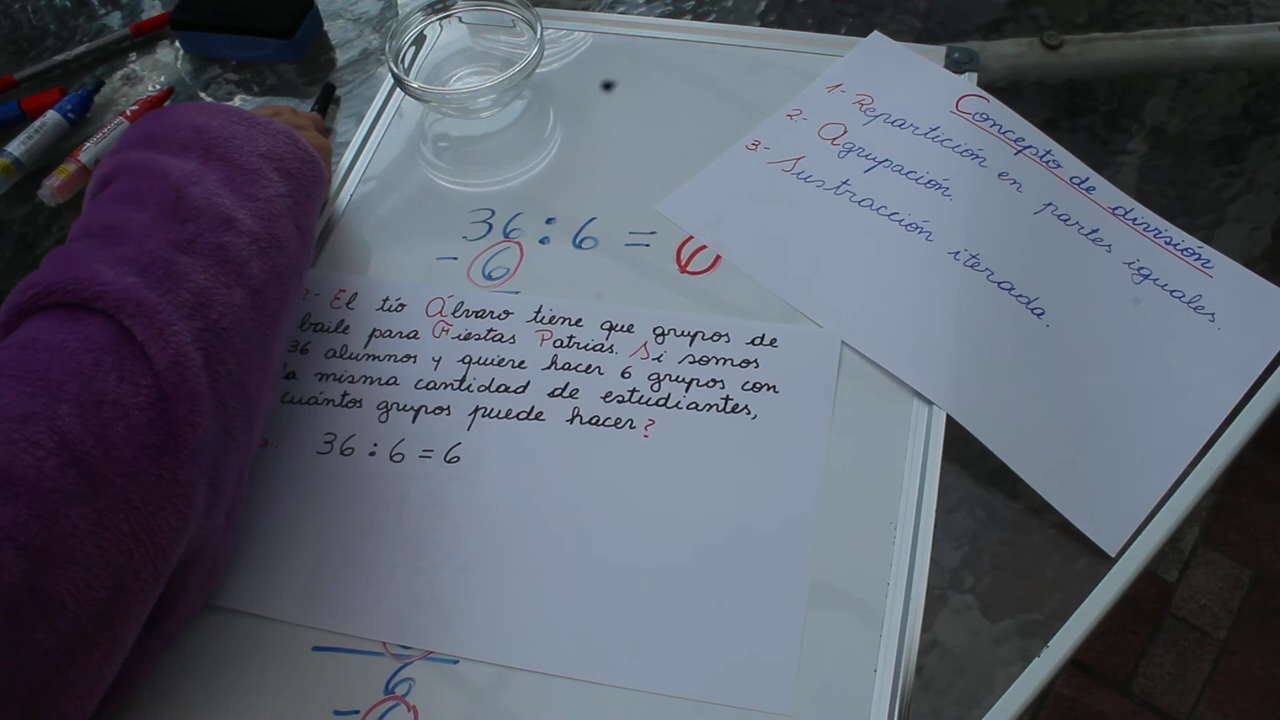 36 : 6 =
- 6
Concepto de división
1- Repartición en partes iguales.
2- Agrupación.
3- Sustracción iterada.
El tío Álvaro tiene que grupos de
baile para Fiestas Patrias. Si somos
36 alumnos y quiere hacer 6 grupos con
la misma cantidad de estudiantes,
cuántos grupos puede hacer?
36 : 6 = 6
6
-